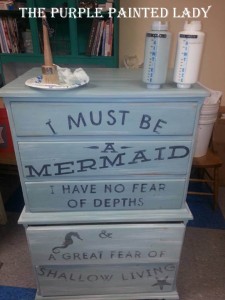 THE PURPLE PAINTED LADY
I MUST BE
A
MERMAID
I HAVE NO FEAR
OF DEPTHS
&
A GREAT FEAR OF
SHALLOW LIVING